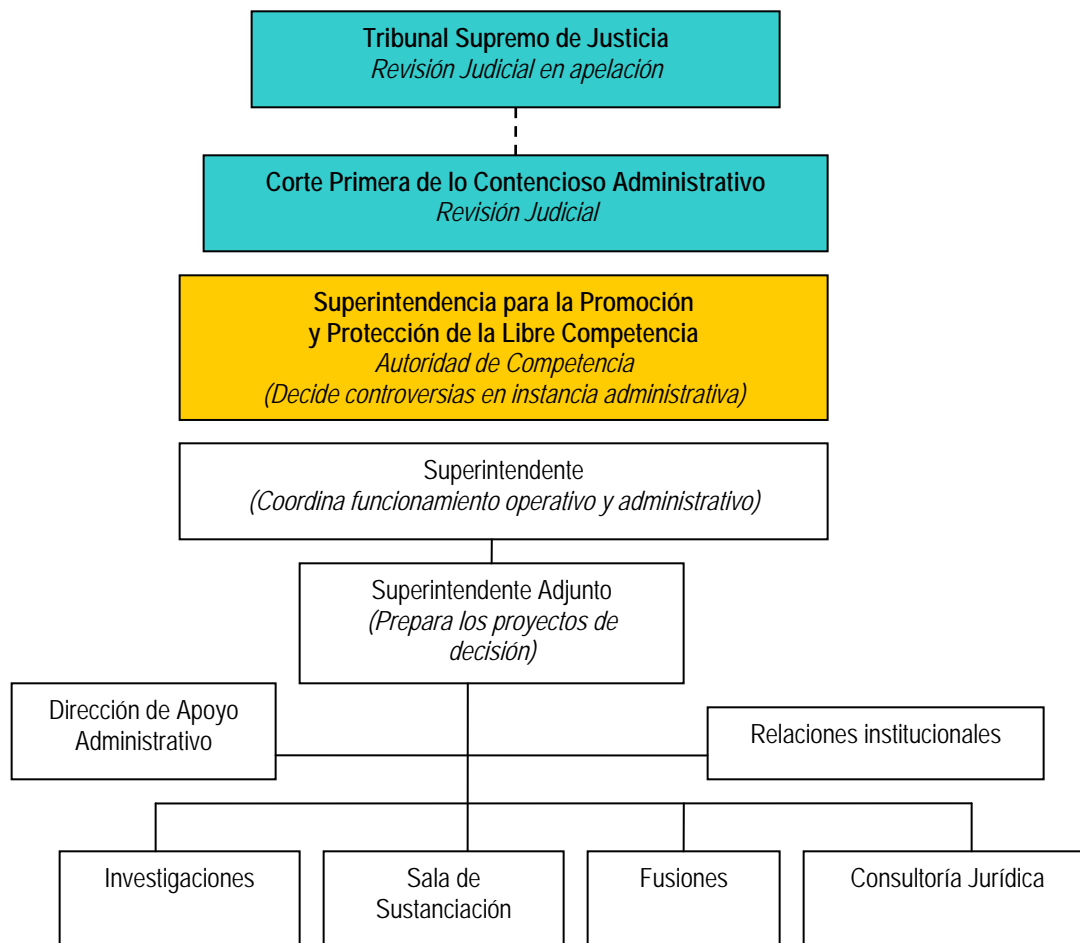 Tribunal Supremo de Justicia
Revisión Judicial en apelación
Corte Primera de lo Contencioso Administrativo
Revisión Judicial
Superintendencia para la Promoción
y Protección de la Libre Competencia
Autoridad de Competencia
(Decide controversias en instancia administrativa)
Superintendente
(Coordina funcionamiento operativo y administrativo)
Superintendente Adjunto
(Prepara los proyectos de
decisión)
Dirección de Apoyo
Administrativo
Relaciones institucionales
Investigaciones
Sala de
Sustanciación
Fusiones
Consultoría Jurídica